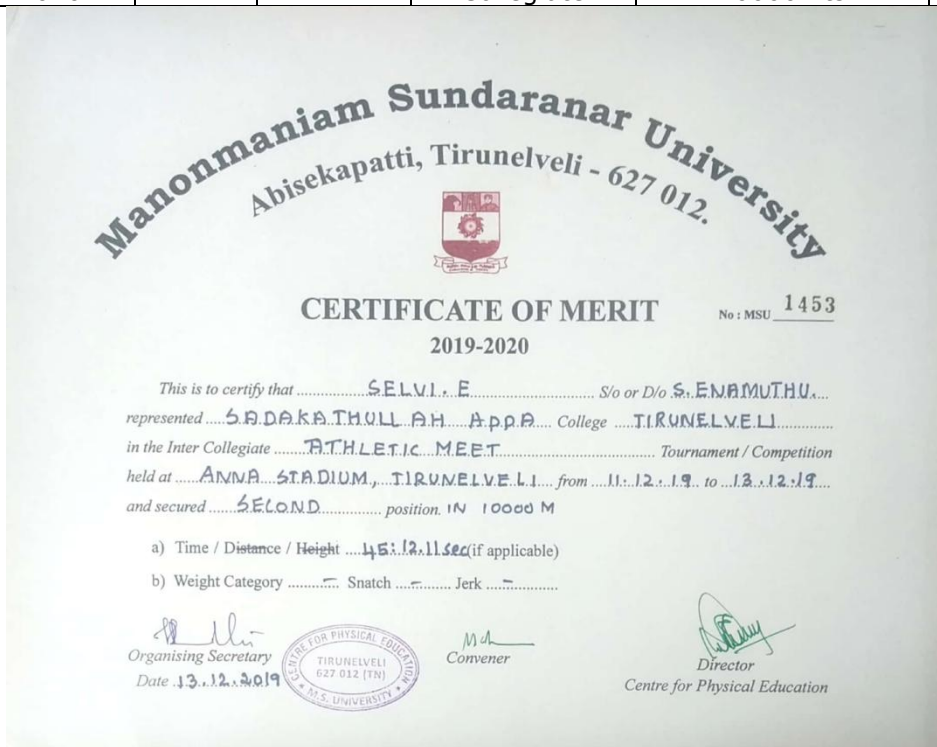 Manonmaniam Sundaranar University
Abisekapatti, Tirunelveli - 627 012.
CERTIFICATE OF MERIT
No : MSU 1453
2019-2020
This is to certify that SELVI. E S/o or D/o S. ENAMUTHU.
represented SADAKATHULLAH APPA College TIRUNELVELI
in the Inter Collegiate ATHLETIC MEET Tournament / Competition
held at ANNA STADIUM, TIRUNELVELI from 11.12.19 to 13.12.19
and secured SECOND position. IN 10000 M
a) Time / Distance / Height 45:12.11 sec (if applicable)
b) Weight Category – Snatch – Jerk –
Organising Secretary
Date 13.12.2019
CENTRE FOR PHYSICAL EDUCATION
TIRUNELVELI
627 012 (TN)
M.S. UNIVERSITY
Convener
Director
Centre for Physical Education